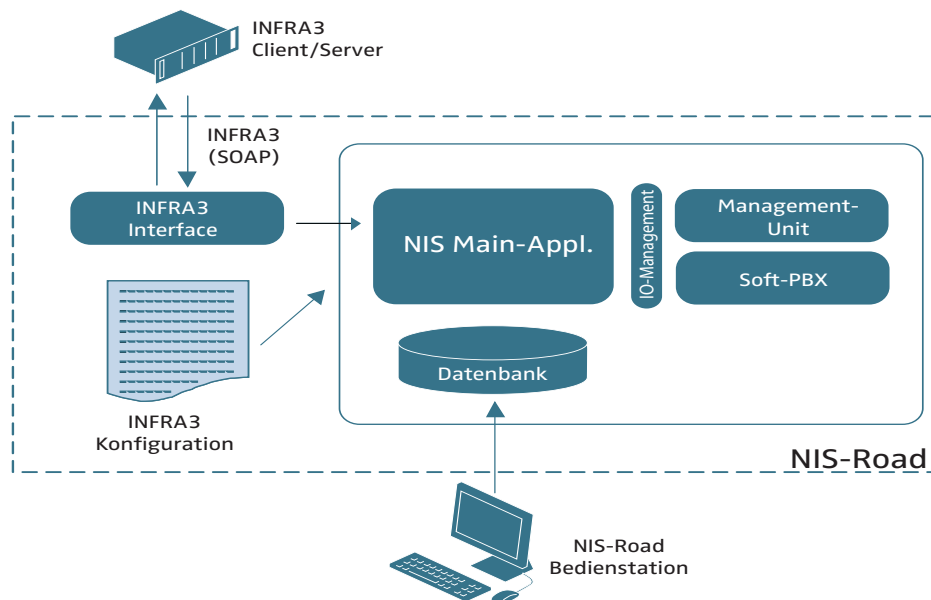 INFRA3
Client/Server
INFRA3
(SOAP)
INFRA3
Interface
NIS Main-Appl.
IO-Management
Management-
Unit
Soft-PBX
Datenbank
INFRA3
Konfiguration
NIS-Road
NIS-Road
Bedienstation